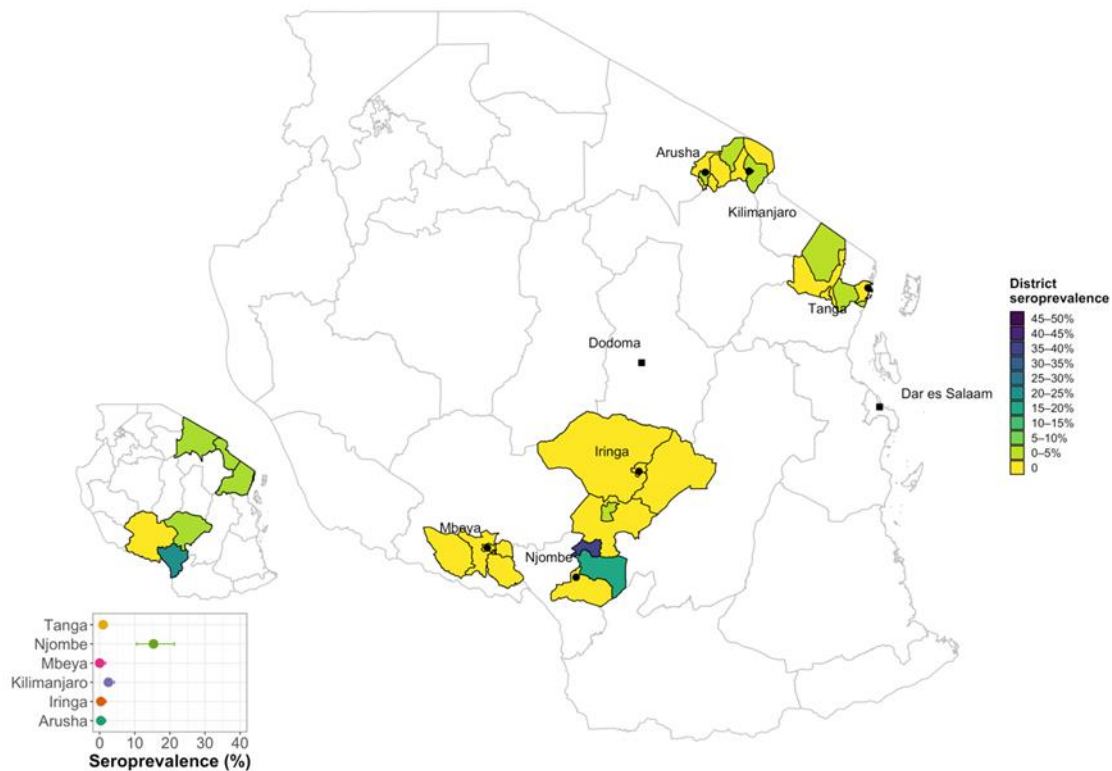 Arusha
Kilimanjaro
Tanga
Dodoma
Dar es Salaam
Iringa
Mbeya
Njombe
District
seroprevalence
45–50%
40–45%
35–40%
30–35%
25–30%
20–25%
15–20%
10–15%
5–10%
0–5%
0
Tanga
Njombe
Mbeya
Kilimanjaro
Iringa
Arusha
0 10 20 30 40
Seroprevalence (%)